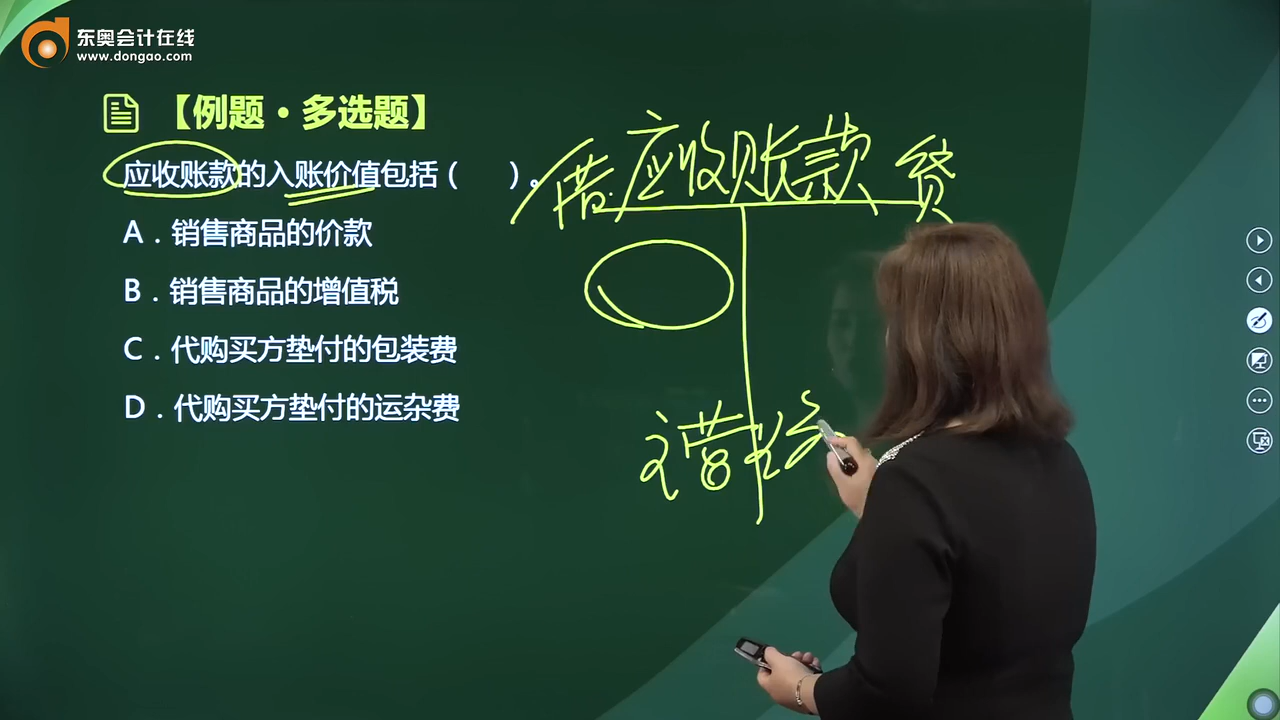 东奥会计在线
www.dongao.com
【例题·多选题】
应收账款的入账价值包括（ ）。
A．销售商品的价款
B．销售商品的增值税
C．代购买方垫付的包装费
D．代购买方垫付的运杂费
借 应收账款 贷